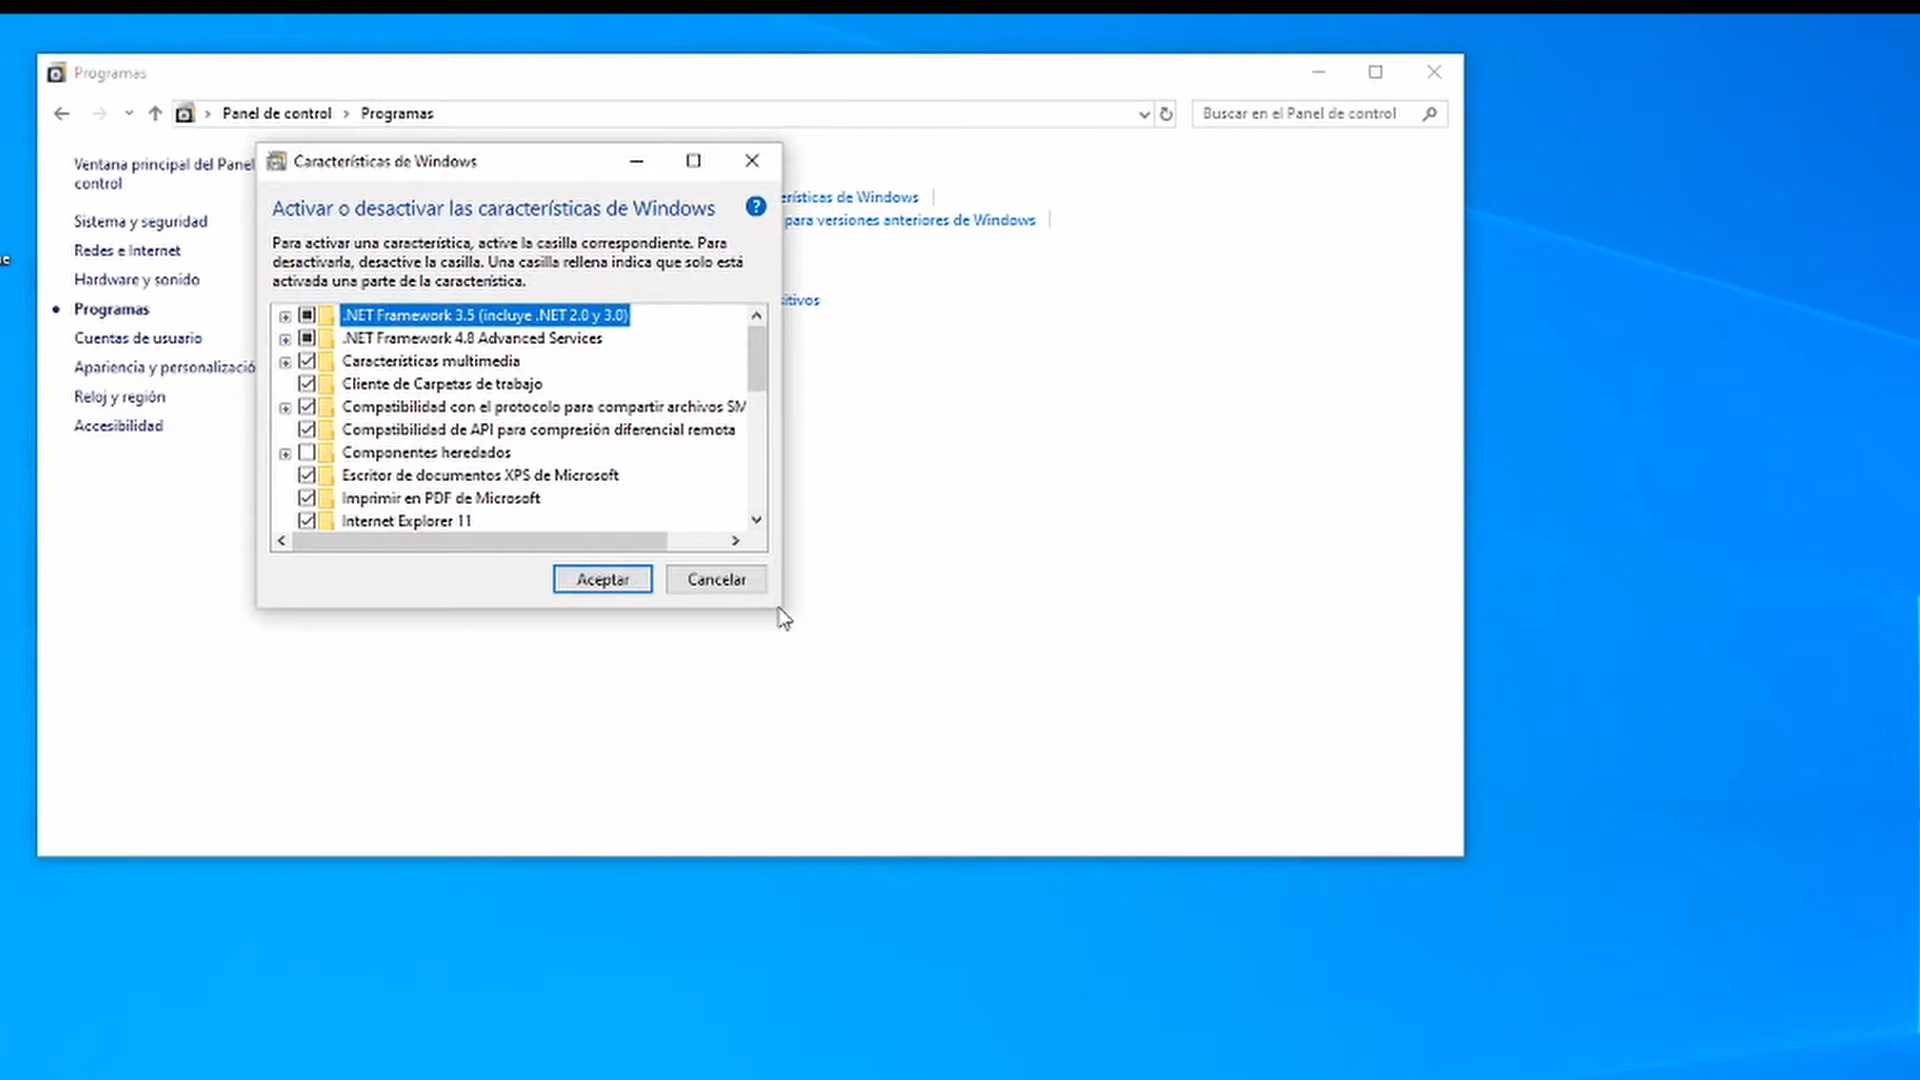 Programas
Panel de control > Programas
Buscar en el Panel de control
Ventana principal del Panel
control
Sistema y seguridad
Redes e Internet
Hardware y sonido
Programas
Cuentas de usuario
Apariencia y personalizació
Reloj y región
Accesibilidad
Características de Windows
Activar o desactivar las características de Windows
Para activar una característica, active la casilla correspondiente. Para
desactivarla, desactive la casilla. Una casilla rellena indica que solo está
activada una parte de la característica.
.NET Framework 3.5 (incluye .NET 2.0 y 3.0)
.NET Framework 4.8 Advanced Services
Características multimedia
Cliente de Carpetas de trabajo
Compatibilidad con el protocolo para compartir archivos SM
Compatibilidad de API para compresión diferencial remota
Componentes heredados
Escritor de documentos XPS de Microsoft
Imprimir en PDF de Microsoft
Internet Explorer 11
Aceptar
Cancelar
erísticas de Windows
para versiones anteriores de Windows